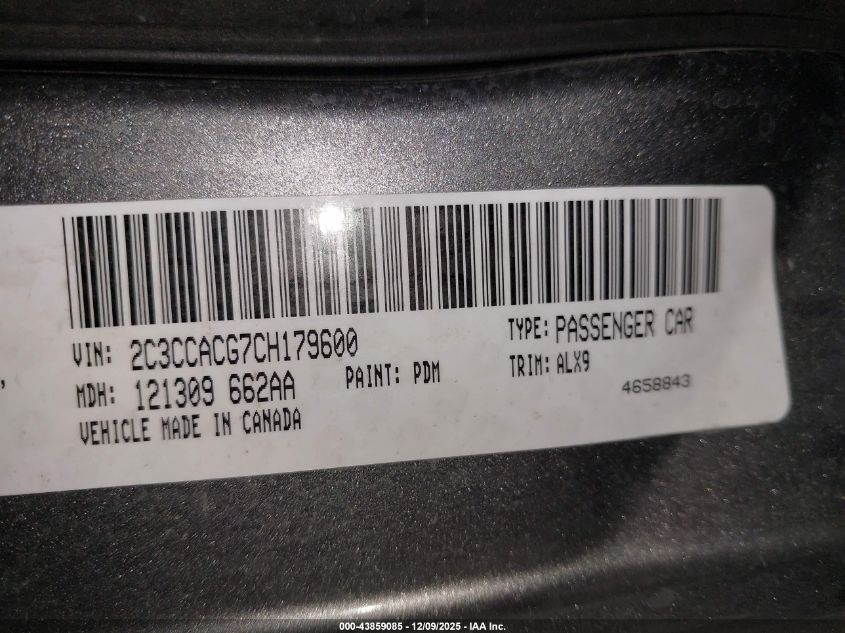 VIN: 2C3CCACG7CH179600 TYPE: PASSENGER CAR
MDH: 121309 662AA PAINT: PDM TRIM: ALX9
VEHICLE MADE IN CANADA 4658843
000-43859085 - 12/09/2025 - IAA Inc.